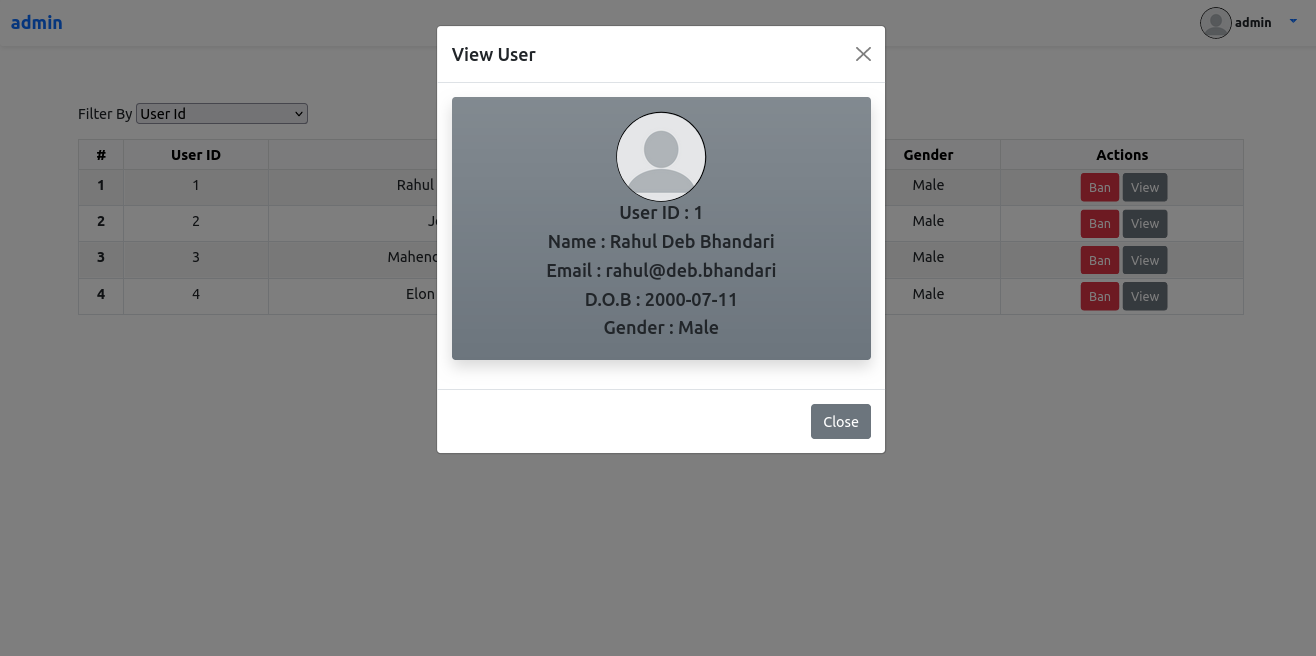 admin
admin
View User
Filter By User Id
# User ID Gender Actions
1 1 Rahul Male Ban View
2 2 Male Ban View
3 3 Male Ban View
4 4 Elon Male Ban View
User ID : 1
Name : Rahul Deb Bhandari
Email : rahul@deb.bhandari
D.O.B : 2000-07-11
Gender : Male
Close